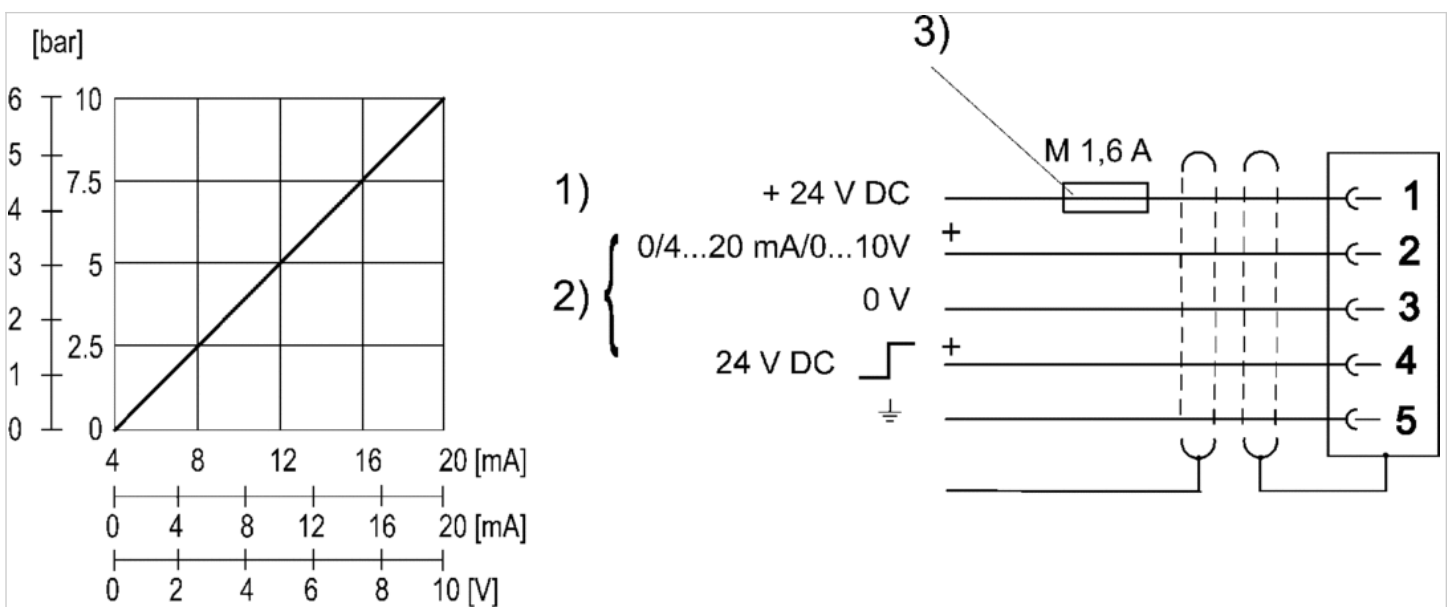 [bar]
6
5
4
3
2
1
0
10
7.5
5
2.5
0
4 8 12 16 20 [mA]
0 4 8 12 16 20 [mA]
0 2 4 6 8 10 [V]
3)
M 1,6 A
1) + 24 V DC 1
2) 0/4...20 mA/0...10V + 2
0 V 3
24 V DC + 4
5